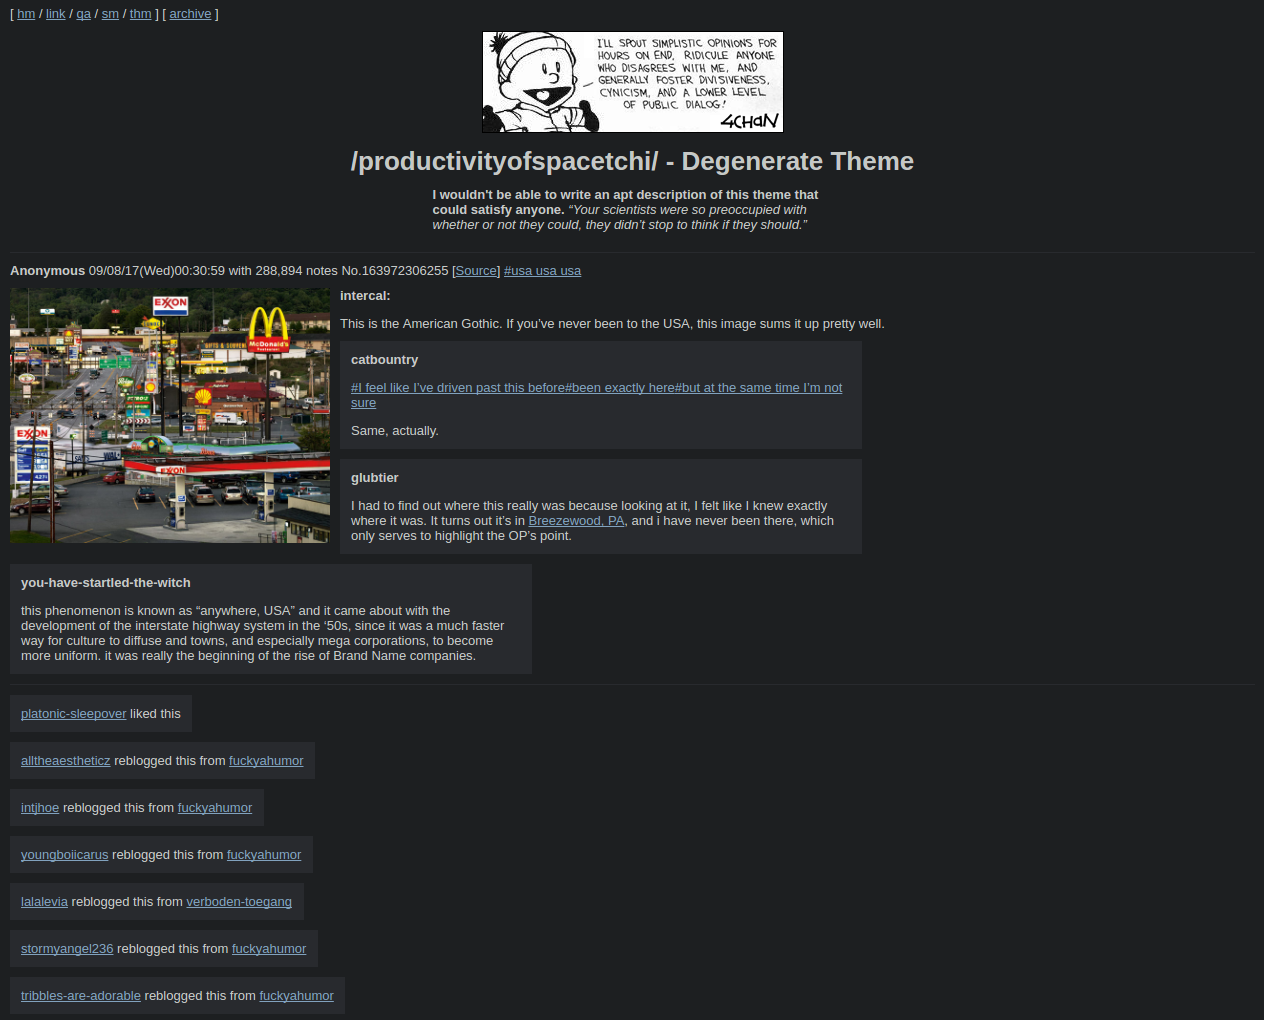 [ hm / link / qa / sm / thm ] [ archive ]
I'LL SPOUT SIMPLISTIC OPINIONS FOR
HOURS ON END, RIDICULE ANYONE
WHO DISAGREES WITH ME, AND
GENERALLY FOSTER DIVISIVENESS,
CYNICISM, AND A LOWER LEVEL
OF PUBLIC DIALOG!
4CHAN
/productivityofspacetchi/ - Degenerate Theme
I wouldn't be able to write an apt description of this theme that
could satisfy anyone. “Your scientists were so preoccupied with
whether or not they could, they didn’t stop to think if they should.”
Anonymous 09/08/17(Wed)00:30:59 with 288,894 notes No.163972306255 [Source] #usa usa usa
EXXON
McDonald's
EXXON
EXXON
intercal:
This is the American Gothic. If you’ve never been to the USA, this image sums it up pretty well.
catbountry
#I feel like I’ve driven past this before#been exactly here#but at the same time I’m not
sure
Same, actually.
glubtier
I had to find out where this really was because looking at it, I felt like I knew exactly
where it was. It turns out it’s in Breezewood, PA, and i have never been there, which
only serves to highlight the OP’s point.
you-have-startled-the-witch
this phenomenon is known as “anywhere, USA” and it came about with the
development of the interstate highway system in the ‘50s, since it was a much faster
way for culture to diffuse and towns, and especially mega corporations, to become
more uniform. it was really the beginning of the rise of Brand Name companies.
platonic-sleepover liked this
alltheaestheticz reblogged this from fuckyahumor
intjhoe reblogged this from fuckyahumor
youngboiicarus reblogged this from fuckyahumor
lalalevia reblogged this from verboden-toegang
stormyangel236 reblogged this from fuckyahumor
tribbles-are-adorable reblogged this from fuckyahumor